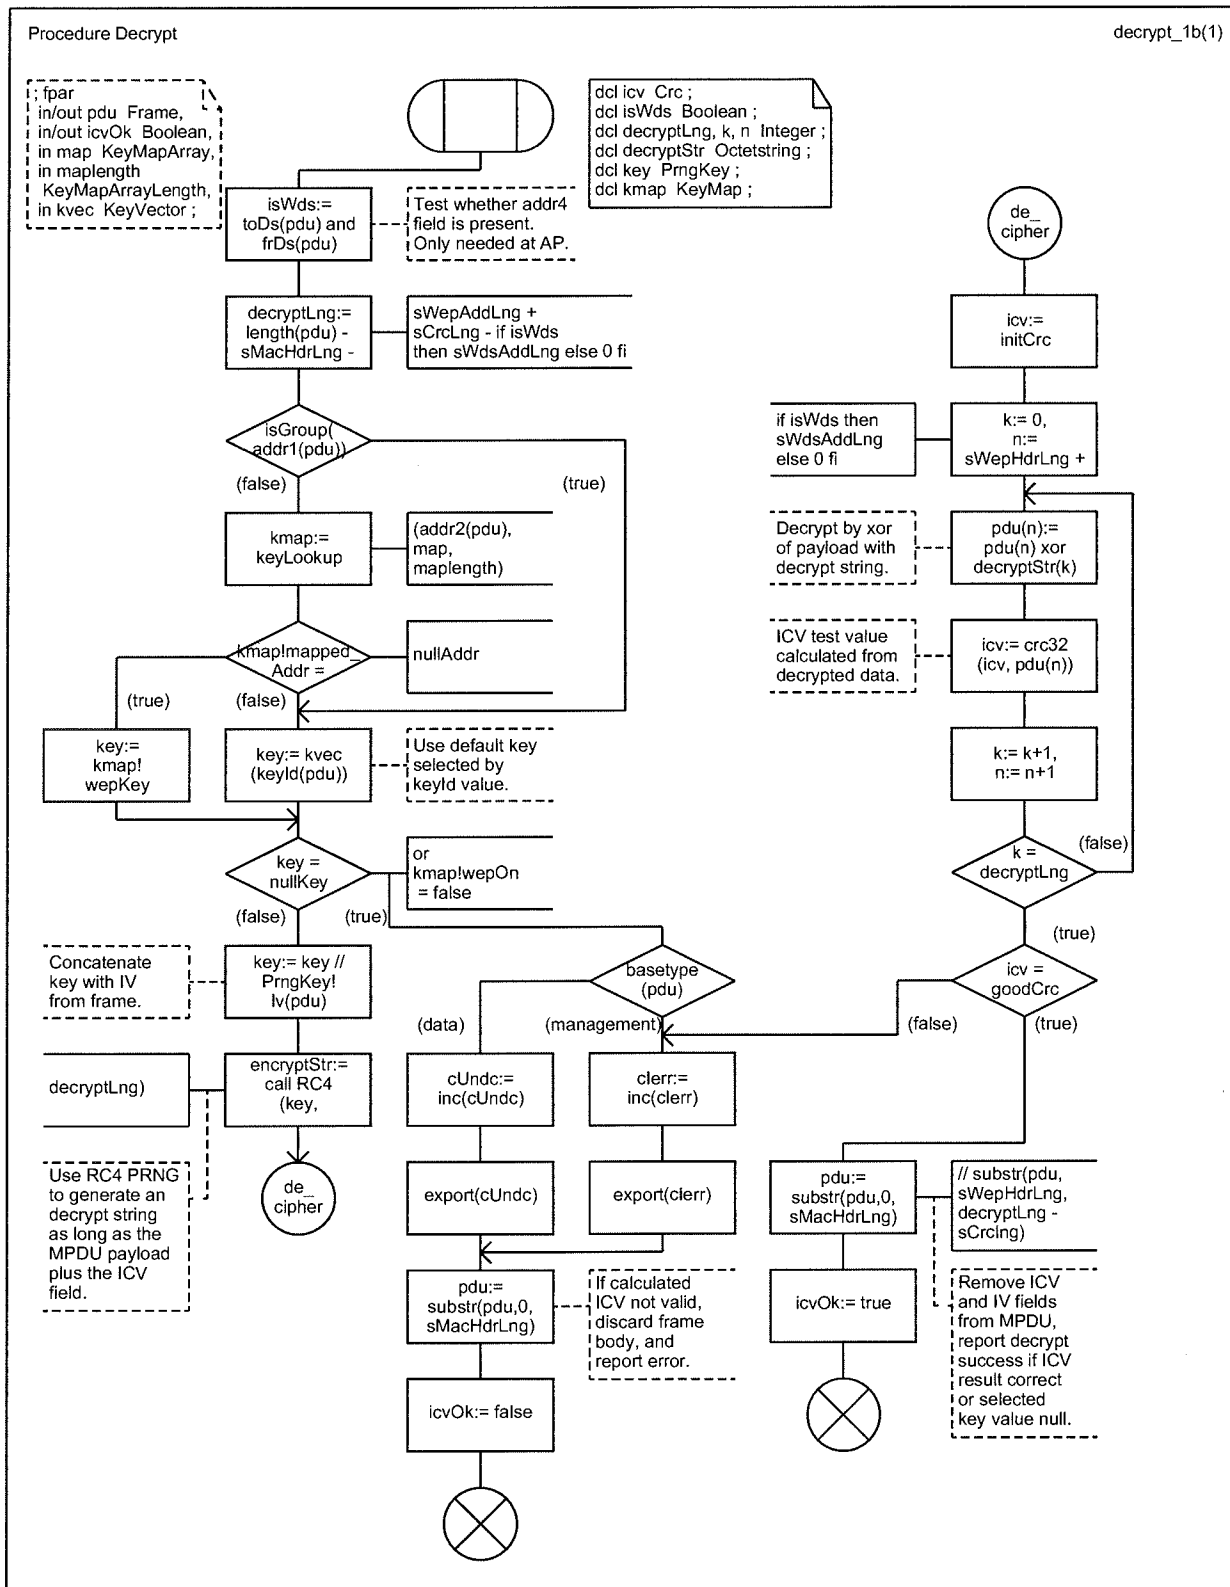 Procedure Decrypt
decrypt_1b(1)
; fpar
in/out pdu Frame,
in/out icvOk Boolean,
in map KeyMapArray,
in maplength
KeyMapArrayLength,
in kvec KeyVector ;
dcl icv Crc ;
dcl isWds Boolean ;
dcl decryptLng, k, n Integer ;
dcl decryptStr Octetstring ;
dcl key PrngKey ;
dcl kmap KeyMap ;
isWds:=
toDs(pdu) and
frDs(pdu)
Test whether addr4
field is present.
Only needed at AP.
decryptLng:=
length(pdu) -
sMacHdrLng -
sWepAddLng +
sCrcLng - if isWds
then sWdsAddLng else 0 fi
isGroup(
addr1(pdu))
(false)
(true)
kmap:=
keyLookup
(addr2(pdu),
map,
maplength)
kmap!mapped_
Addr =
nullAddr
(true)
(false)
key:=
kmap!
wepKey
key:= kvec
(keyId(pdu))
Use default key
selected by
keyId value.
key =
nullKey
or
kmap!wepOn
= false
(false)
(true)
Concatenate
key with IV
from frame.
key:= key //
PrngKey!
Iv(pdu)
decryptLng)
encryptStr:=
call RC4
(key,
Use RC4 PRNG
to generate an
decrypt string
as long as the
MPDU payload
plus the ICV
field.
de_
cipher
basetype
(pdu)
(data)
(management)
cUndc:=
inc(cUndc)
cIerr:=
inc(cIerr)
export(cUndc)
export(cIerr)
pdu:=
substr(pdu,0,
sMacHdrLng)
If calculated
ICV not valid,
discard frame
body, and
report error.
icvOk:= false
de_
cipher
icv:=
initCrc
if isWds then
sWdsAddLng
else 0 fi
k:= 0,
n:=
sWepHdrLng +
Decrypt by xor
of payload with
decrypt string.
pdu(n):=
pdu(n) xor
decryptStr(k)
ICV test value
calculated from
decrypted data.
icv:= crc32
(icv, pdu(n))
k:= k+1,
n:= n+1
k =
decryptLng
(false)
(true)
icv =
goodCrc
(false)
(true)
pdu:=
substr(pdu,0,
sMacHdrLng)
// substr(pdu,
sWepHdrLng,
decryptLng -
sCrclng)
icvOk:= true
Remove ICV
and IV fields
from MPDU,
report decrypt
success if ICV
result correct
or selected
key value null.